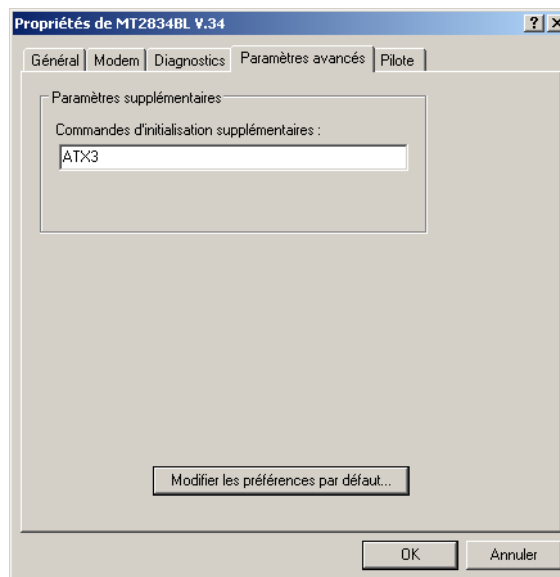 Propriétés de MT2834BL V.34
Général Modem Diagnostics Paramètres avancés Pilote
Paramètres supplémentaires
Commandes d'initialisation supplémentaires :
ATX3
Modifier les préférences par défaut...
OK Annuler